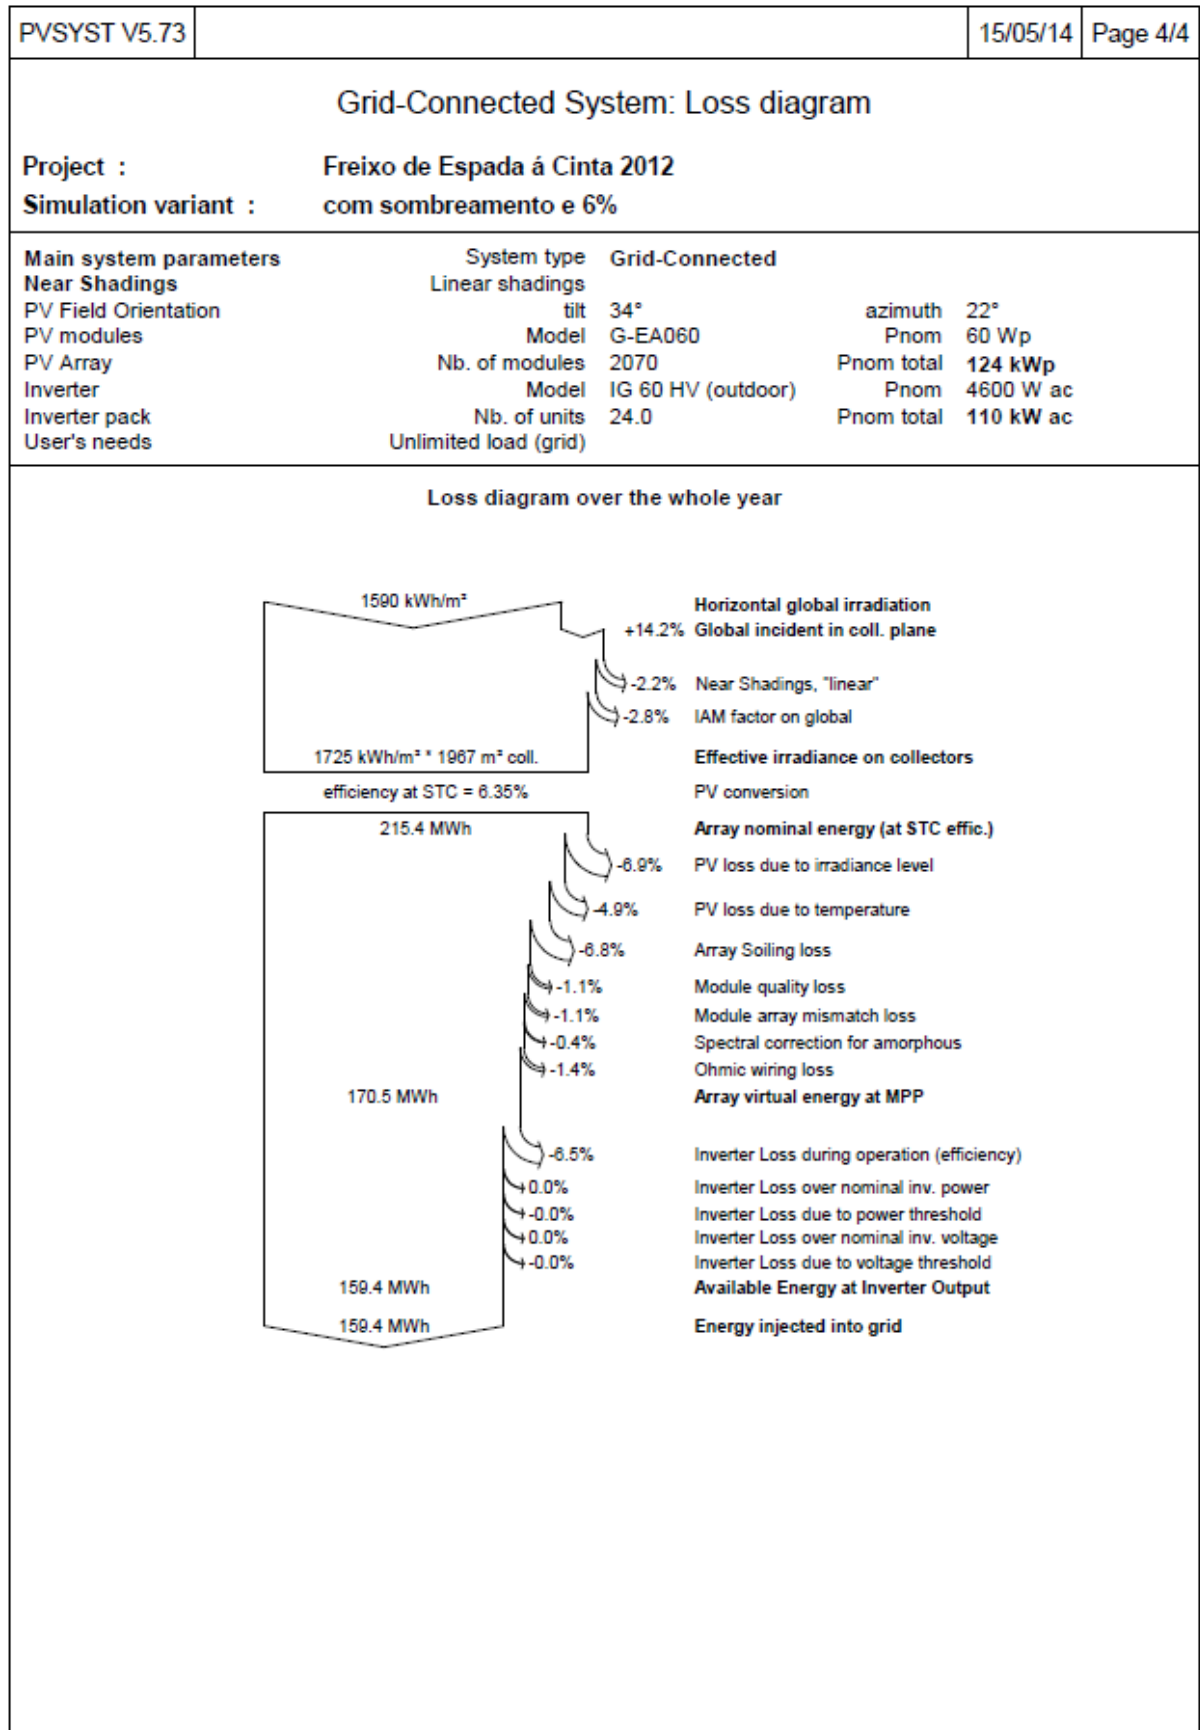 PVSYST V5.73 15/05/14 Page 4/4
Grid-Connected System: Loss diagram
Project : Freixo de Espada á Cinta 2012
Simulation variant : com sombreamento e 6%
Main system parameters System type Grid-Connected
Near Shadings Linear shadings
PV Field Orientation tilt 34° azimuth 22°
PV modules Model G-EA060 Pnom 60 Wp
PV Array Nb. of modules 2070 Pnom total 124 kWp
Inverter Model IG 60 HV (outdoor) Pnom 4600 W ac
Inverter pack Nb. of units 24.0 Pnom total 110 kW ac
User's needs Unlimited load (grid)
Loss diagram over the whole year
1590 kWh/m² Horizontal global irradiation
+14.2% Global incident in coll. plane
-2.2% Near Shadings, "linear"
-2.8% IAM factor on global
1725 kWh/m² * 1967 m² coll. Effective irradiance on collectors
efficiency at STC = 6.35% PV conversion
215.4 MWh Array nominal energy (at STC effic.)
-6.9% PV loss due to irradiance level
-4.9% PV loss due to temperature
-6.8% Array Soiling loss
-1.1% Module quality loss
-1.1% Module array mismatch loss
-0.4% Spectral correction for amorphous
-1.4% Ohmic wiring loss
170.5 MWh Array virtual energy at MPP
-6.5% Inverter Loss during operation (efficiency)
0.0% Inverter Loss over nominal inv. power
-0.0% Inverter Loss due to power threshold
0.0% Inverter Loss over nominal inv. voltage
-0.0% Inverter Loss due to voltage threshold
159.4 MWh Available Energy at Inverter Output
159.4 MWh Energy injected into grid